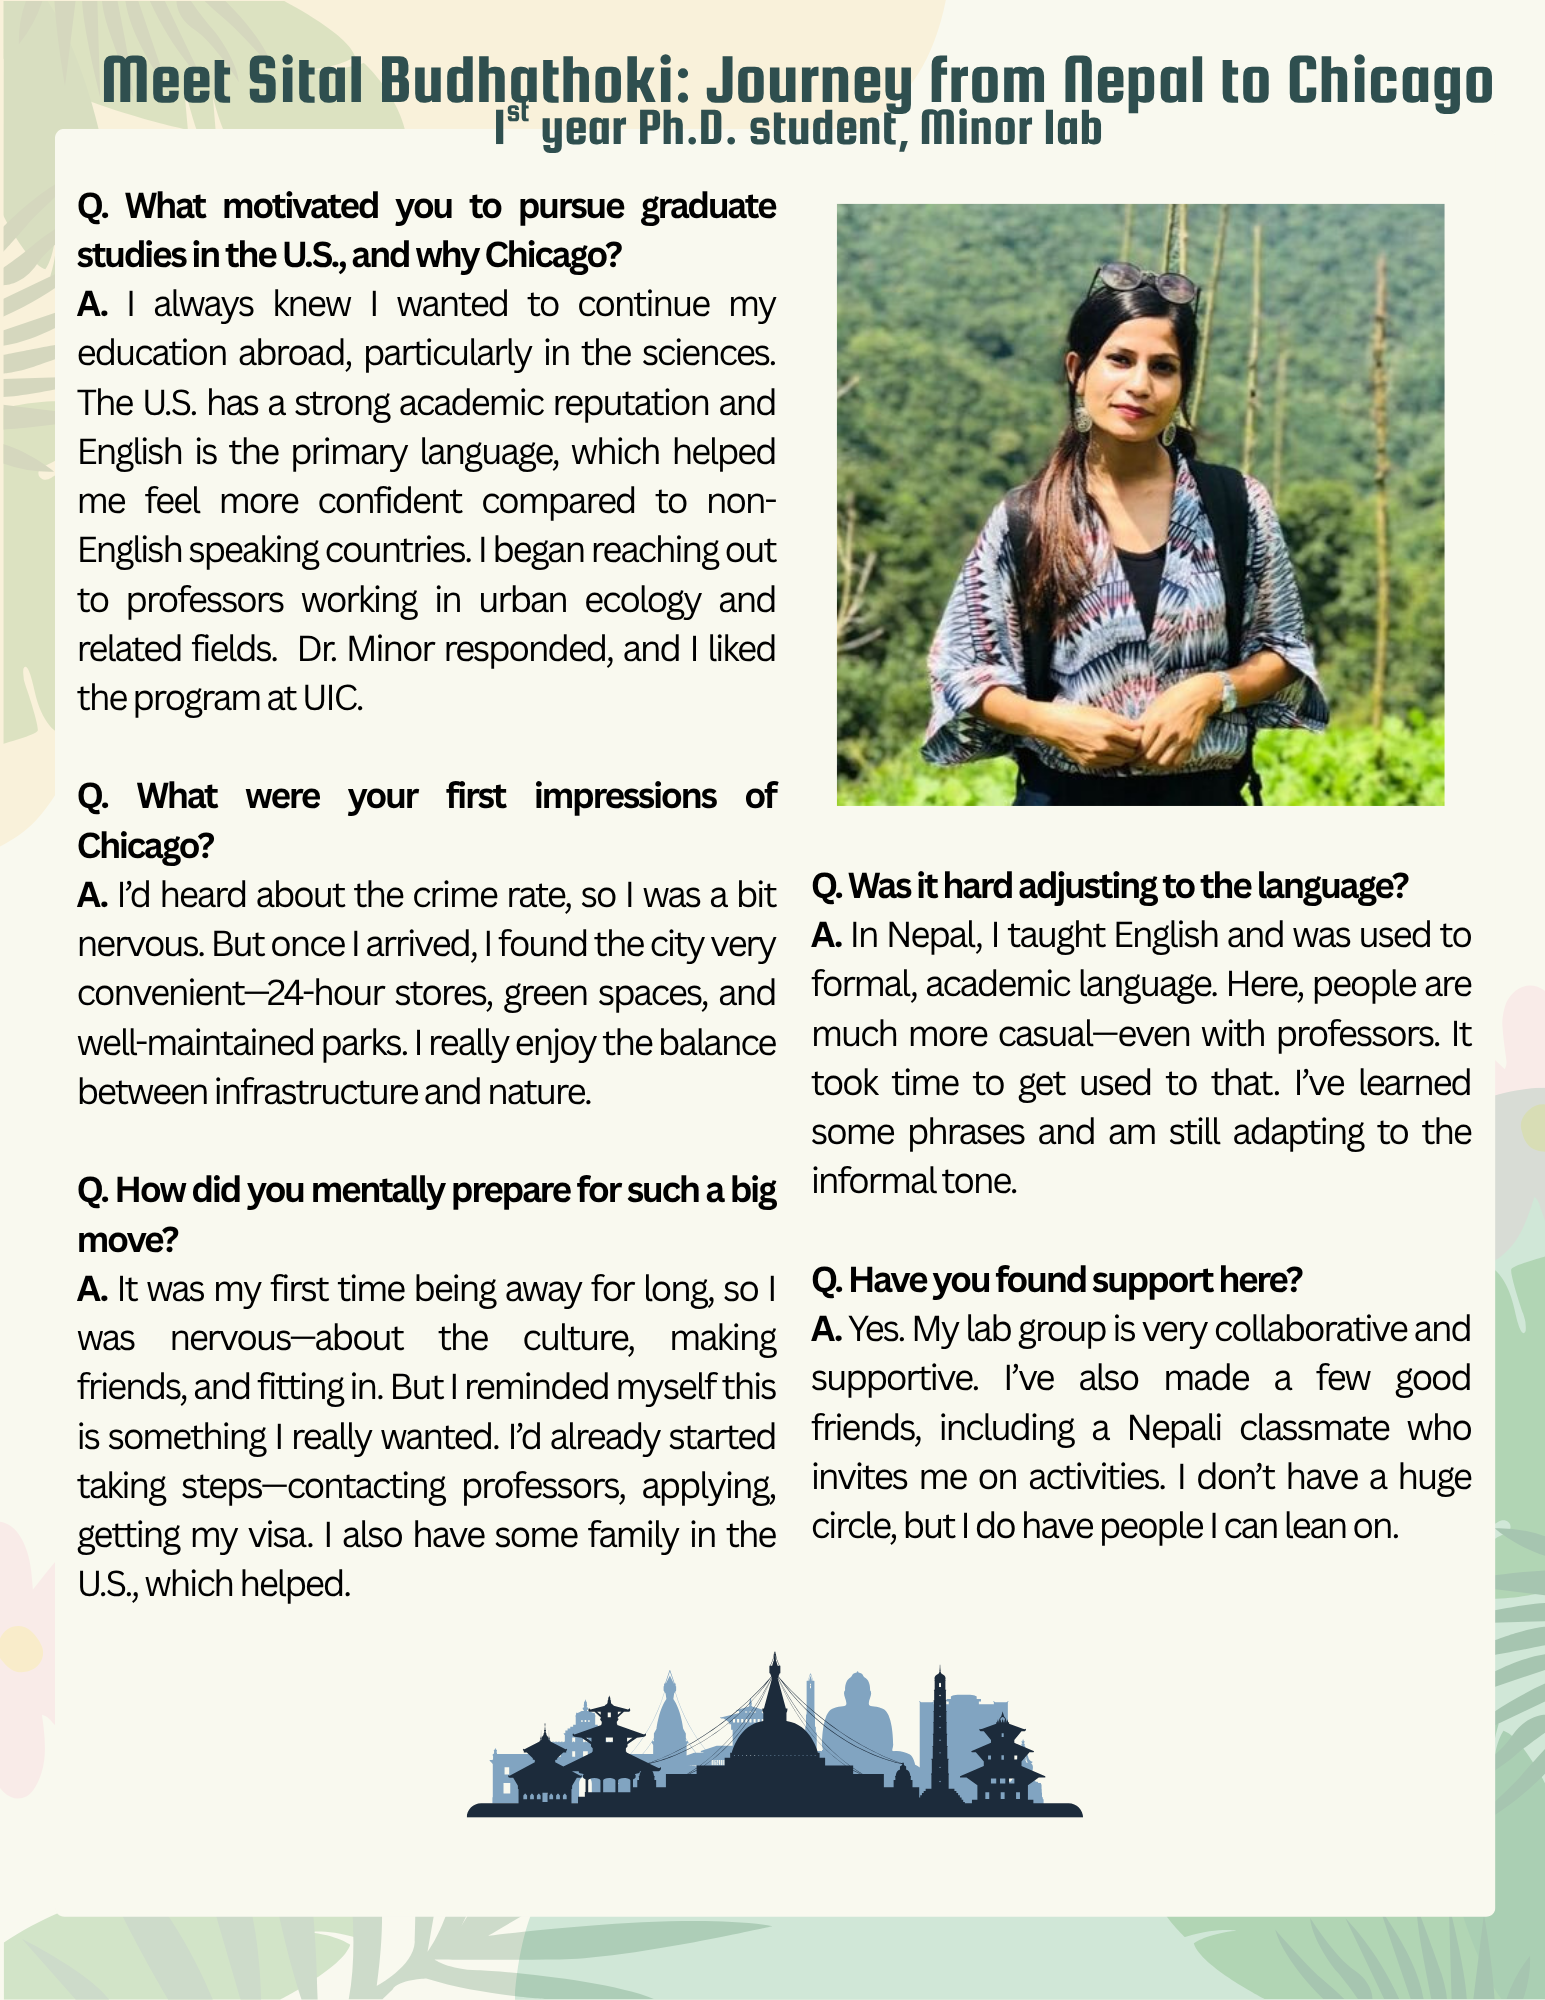 Meet Sital Budhathoki: Journey from Nepal to Chicago
1st year Ph.D. student, Minor lab
Q. What motivated you to pursue graduate
studies in the U.S., and why Chicago?
A. I always knew I wanted to continue my
education abroad, particularly in the sciences.
The U.S. has a strong academic reputation and
English is the primary language, which helped
me feel more confident compared to non-
English speaking countries. I began reaching out
to professors working in urban ecology and
related fields.  Dr. Minor responded, and I liked
the program at UIC.
Q. What were your first impressions of
Chicago?
A. I’d heard about the crime rate, so I was a bit
nervous. But once I arrived, I found the city very
convenient—24-hour stores, green spaces, and
well-maintained parks. I really enjoy the balance
between infrastructure and nature.
Q. How did you mentally prepare for such a big
move?
A. It was my first time being away for long, so I
was nervous—about the culture, making
friends, and fitting in. But I reminded myself this
is something I really wanted. I’d already started
taking steps—contacting professors, applying,
getting my visa. I also have some family in the
U.S., which helped.
Q. Was it hard adjusting to the language?
A. In Nepal, I taught English and was used to
formal, academic language. Here, people are
much more casual—even with professors. It
took time to get used to that. I’ve learned
some phrases and am still adapting to the
informal tone.
Q. Have you found support here?
A. Yes. My lab group is very collaborative and
supportive. I’ve also made a few good
friends, including a Nepali classmate who
invites me on activities. I don’t have a huge
circle, but I do have people I can lean on.